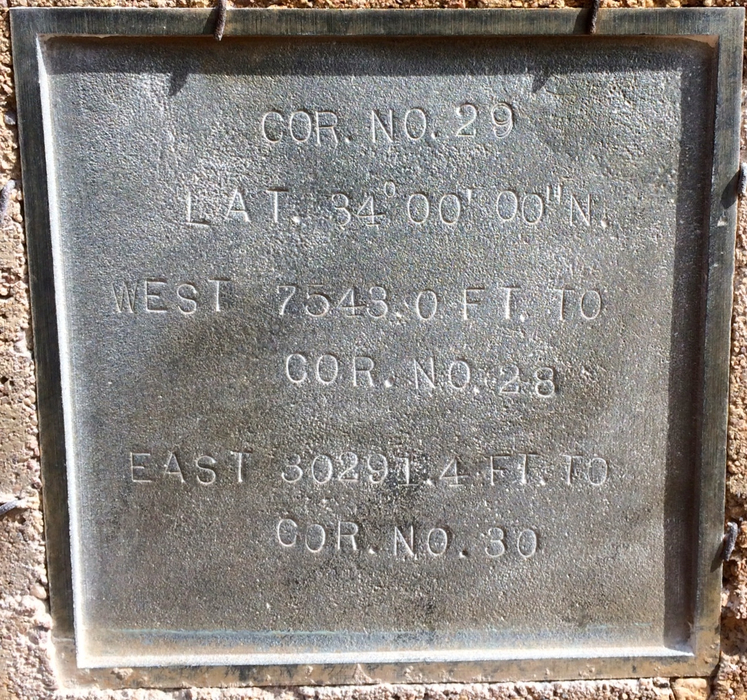 COR. NO. 29
LAT. 34° 00' 00" N.
WEST 7543.0 FT. TO
COR. NO. 28
EAST 30291.4 FT. TO
COR. NO. 30